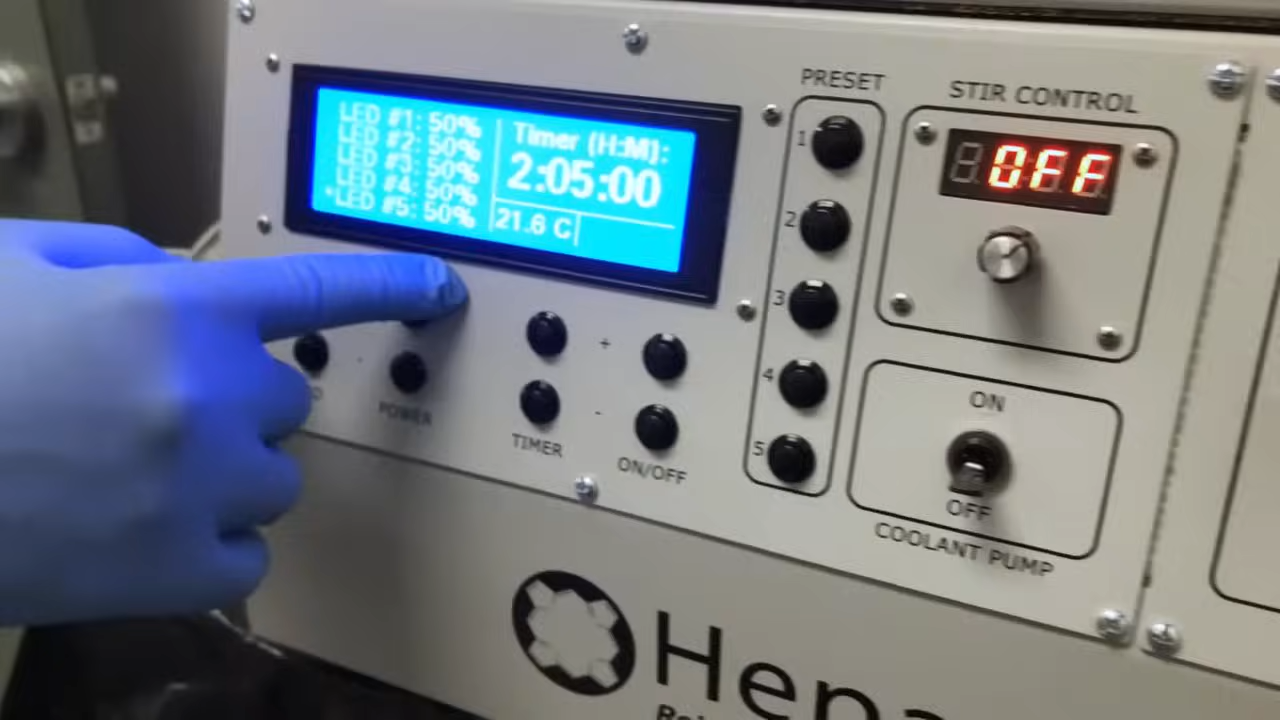 LED #1: 50%
LED #2: 50%
LED #3: 50%
LED #4: 50%
*LED #5: 50%
Timer (H:M):
2:05:00
21.6 C
POWER
+
-
TIMER
ON/OFF
PRESET
1
2
3
4
5
STIR CONTROL
OFF
ON
OFF
COOLANT PUMP